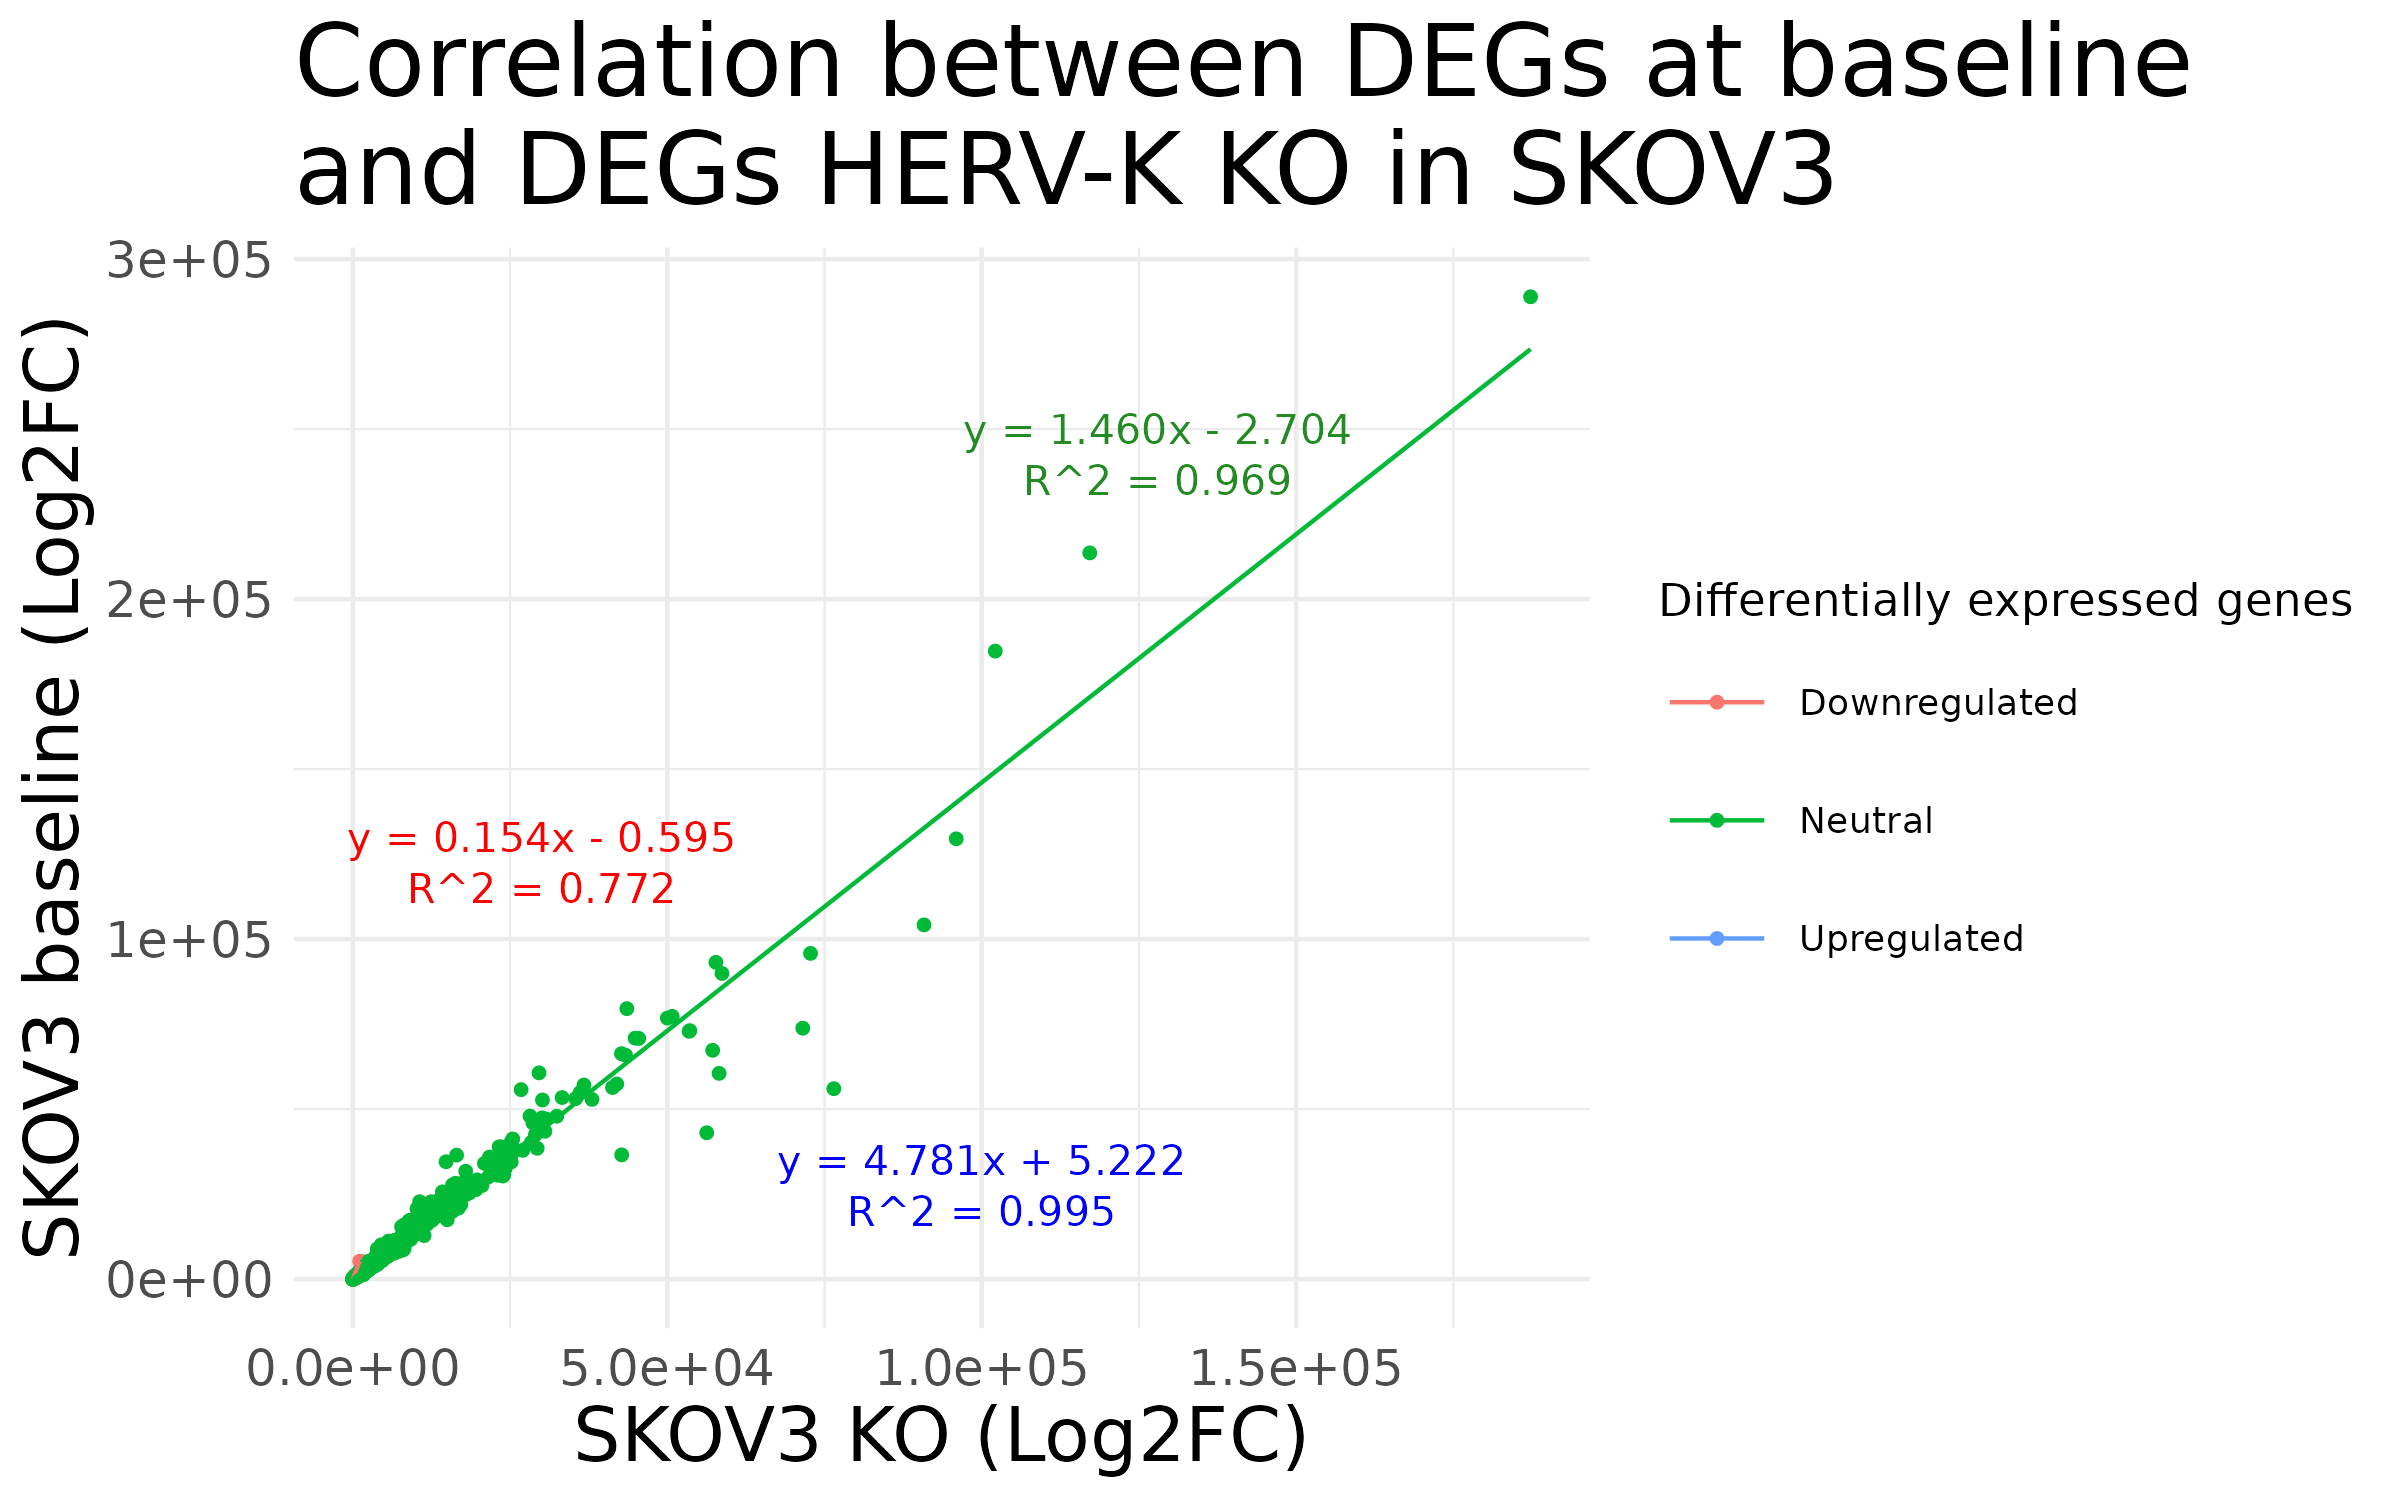 Correlation between DEGs at baseline
and DEGs HERV-K KO in SKOV3
SKOV3 baseline (Log2FC)
3e+05
2e+05
1e+05
0e+00
y = 1.460x - 2.704
R^2 = 0.969
y = 0.154x - 0.595
R^2 = 0.772
y = 4.781x + 5.222
R^2 = 0.995
0.0e+00
5.0e+04
1.0e+05
1.5e+05
SKOV3 KO (Log2FC)
Differentially expressed genes
Downregulated
Neutral
Upregulated